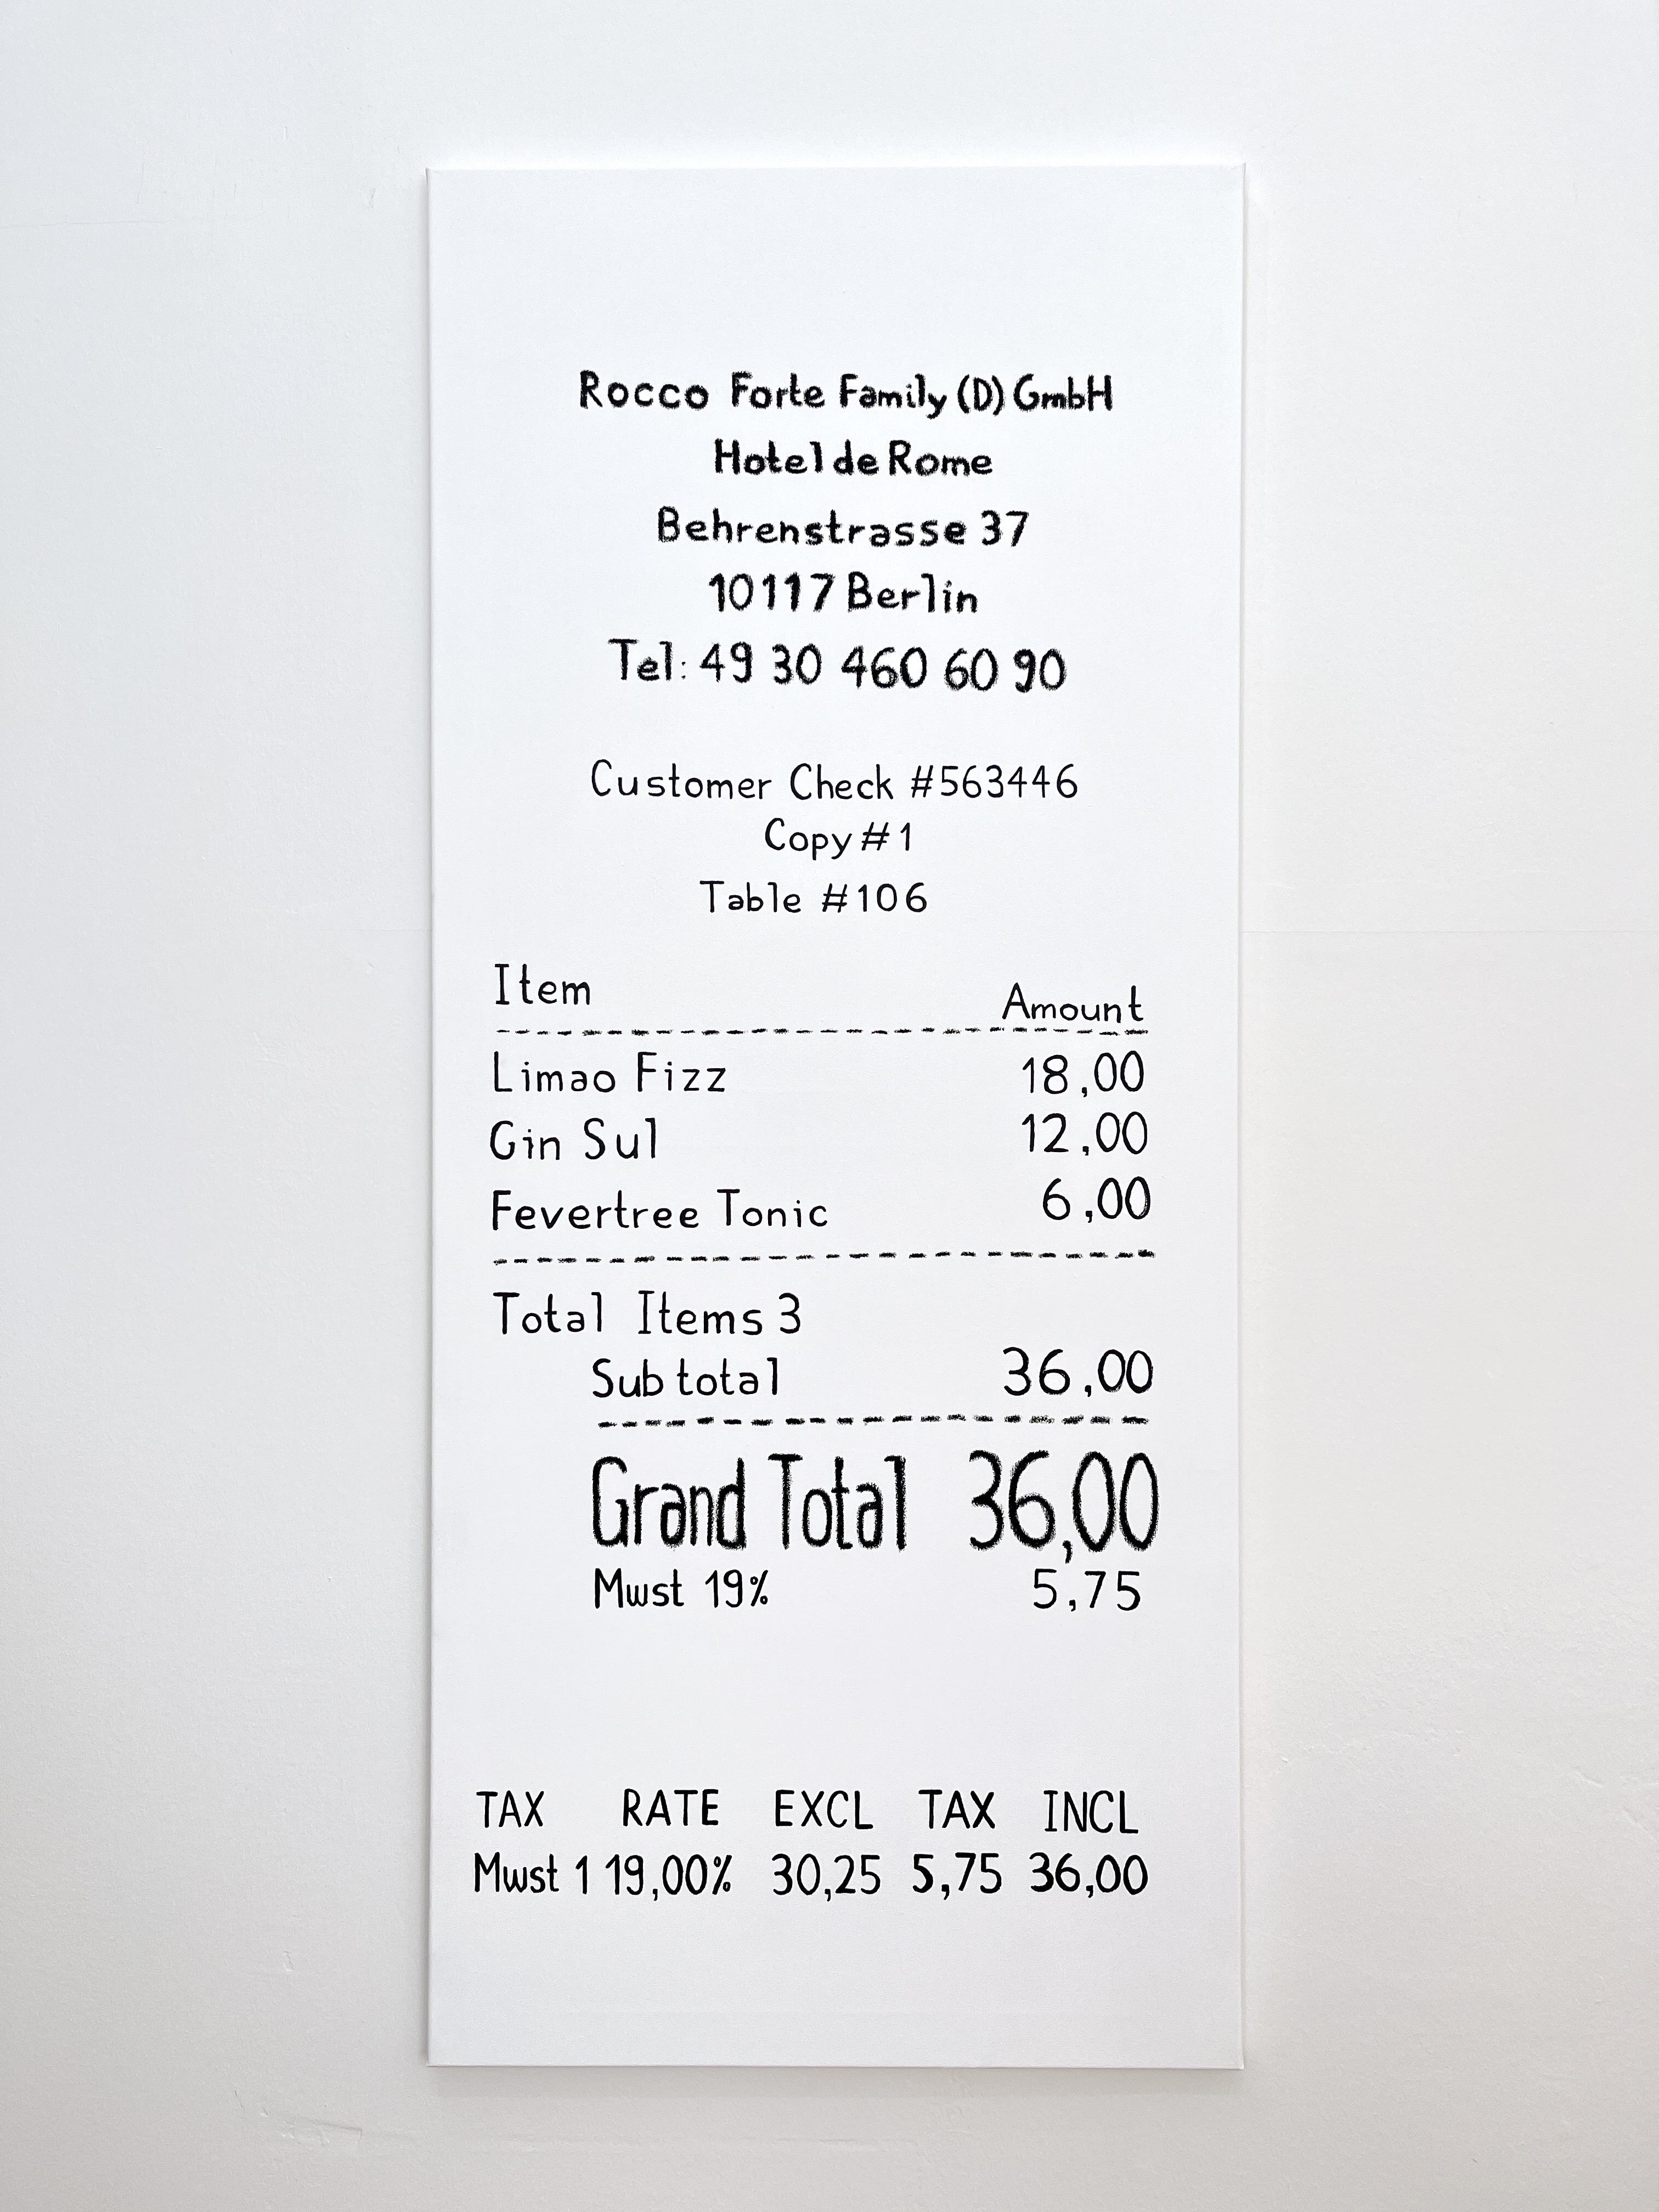 Rocco Forte Family (D) GmbH
Hotel de Rome
Behrenstrasse 37
10117 Berlin
Tel: 49 30 460 60 90
Customer Check #563446
Copy #1
Table #106
Item Amount
Limao Fizz 18,00
Gin Sul 12,00
Fevertree Tonic 6,00
Total Items 3
Subtotal 36,00
Grand Total 36,00
Mwst 19% 5,75
TAX RATE EXCL TAX INCL
Mwst 1 19,00% 30,25 5,75 36,00